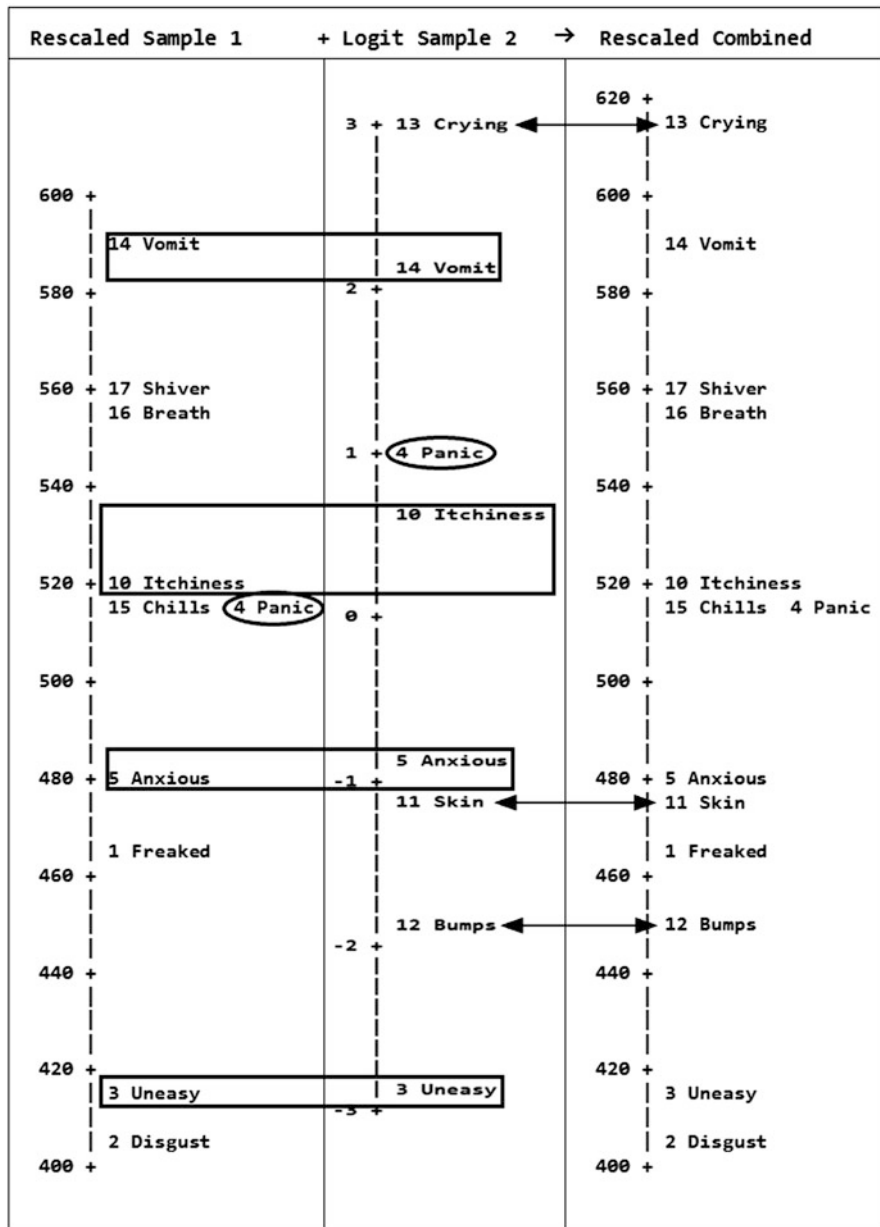 Rescaled Sample 1 + Logit Sample 2 → Rescaled Combined
620 +
3 + 13 Crying 13 Crying
600 + 600 +
14 Vomit 14 Vomit
14 Vomit
580 + 2 + 580 +
560 + 17 Shiver 560 + 17 Shiver
16 Breath 16 Breath
1 + 4 Panic
540 + 540 +
10 Itchiness
520 + 10 Itchiness 520 + 10 Itchiness
15 Chills 4 Panic 0 + 15 Chills 4 Panic
500 + 500 +
5 Anxious
480 + 5 Anxious -1 + 480 + 5 Anxious
11 Skin 11 Skin
1 Freaked 1 Freaked
460 + 460 +
12 Bumps 12 Bumps
-2 +
440 + 440 +
420 + 420 +
3 Uneasy 3 Uneasy 3 Uneasy
-3 +
2 Disgust 2 Disgust
400 + 400 +